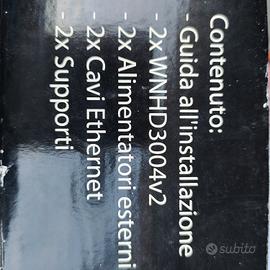 Contenuto:
- Guida all'installazione
- 2x WNHD3004v2
- 2x Alimentatori esterni
- 2x Cavi Ethernet
- 2x Supporti
subito